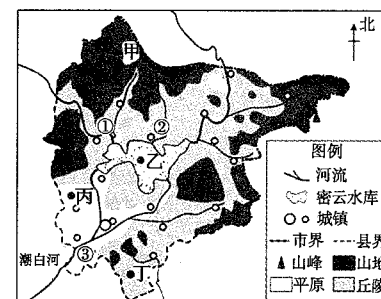 北
甲
①
②
乙
丙
③
潮白河
丁
图例
河流
密云水库
城镇
市界
县界
山峰
山地
平原
丘陵